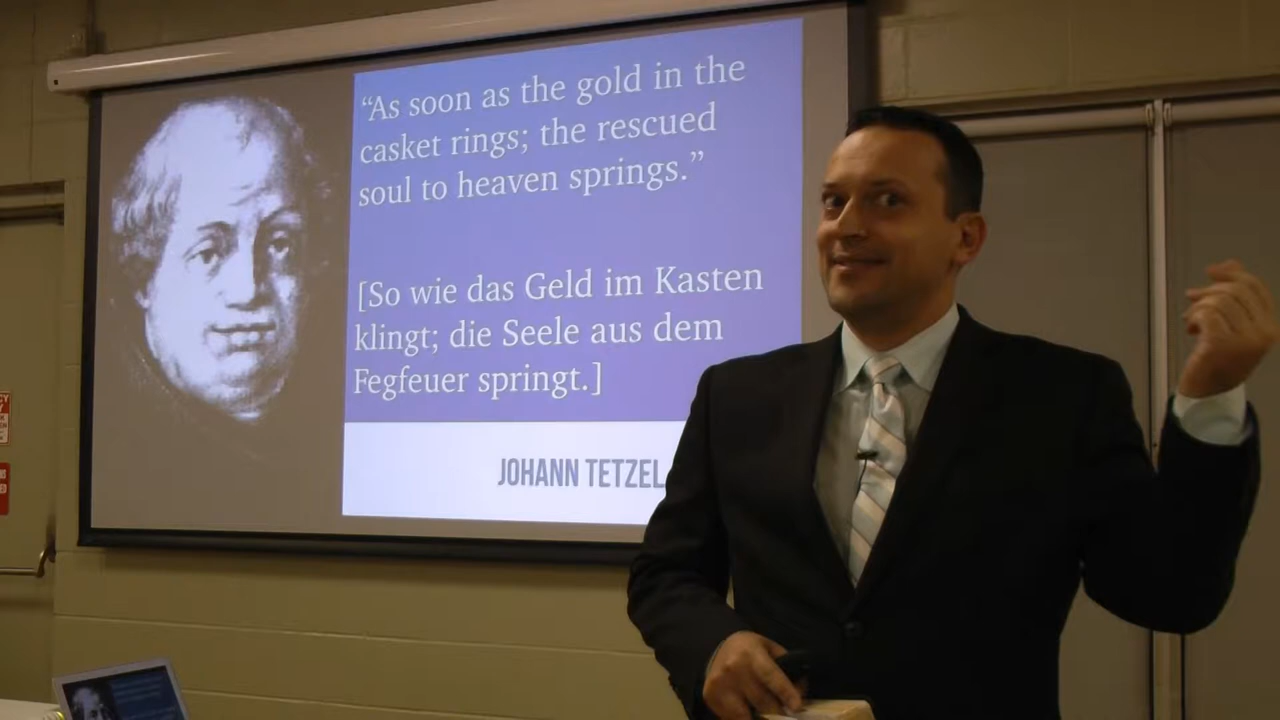 “As soon as the gold in the
casket rings; the rescued
soul to heaven springs.”
[So wie das Geld im Kasten
klingt; die Seele aus dem
Fegfeuer springt.]
JOHANN TETZEL